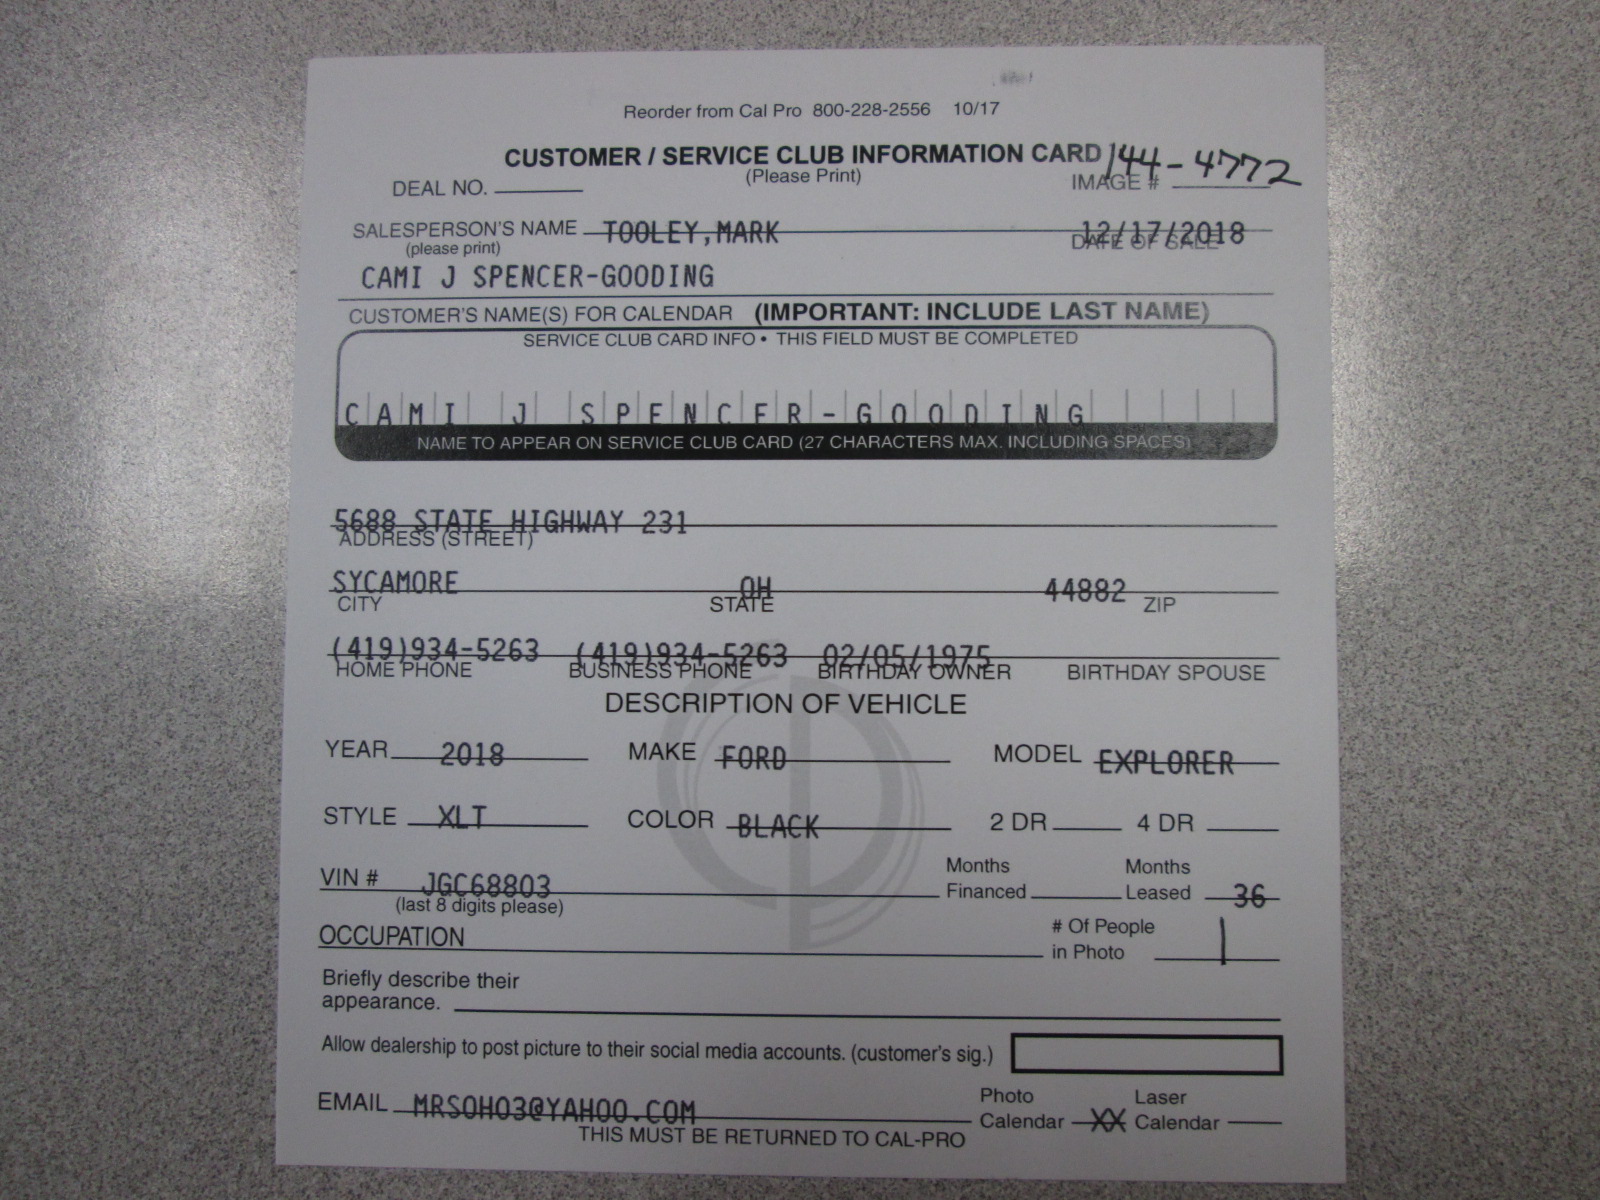 Reorder from Cal Pro 800-228-2556 10/17
CUSTOMER / SERVICE CLUB INFORMATION CARD 144-4772
(Please Print)
DEAL NO. IMAGE #
SALESPERSON'S NAME TOOLEY,MARK 12/17/2018
(please print) DATE OF SALE
CAMI J SPENCER-GOODING
CUSTOMER'S NAME(S) FOR CALENDAR (IMPORTANT: INCLUDE LAST NAME)
SERVICE CLUB CARD INFO • THIS FIELD MUST BE COMPLETED
CAMI J SPENCER-GOODING
NAME TO APPEAR ON SERVICE CLUB CARD (27 CHARACTERS MAX. INCLUDING SPACES)
5688 STATE HIGHWAY 231
ADDRESS (STREET)
SYCAMORE OH 44882
CITY STATE ZIP
(419)934-5263 (419)934-5263 02/05/1975
HOME PHONE BUSINESS PHONE BIRTHDAY OWNER BIRTHDAY SPOUSE
DESCRIPTION OF VEHICLE
YEAR 2018 MAKE FORD MODEL EXPLORER
STYLE XLT COLOR BLACK 2 DR 4 DR
Months Months
VIN # JGC68803 Financed Leased 36
(last 8 digits please)
# Of People
OCCUPATION in Photo 1
Briefly describe their
appearance.
Allow dealership to post picture to their social media accounts. (customer's sig.)
Photo Laser
EMAIL MRSOHO3@YAHOO.COM Calendar XX Calendar
THIS MUST BE RETURNED TO CAL-PRO